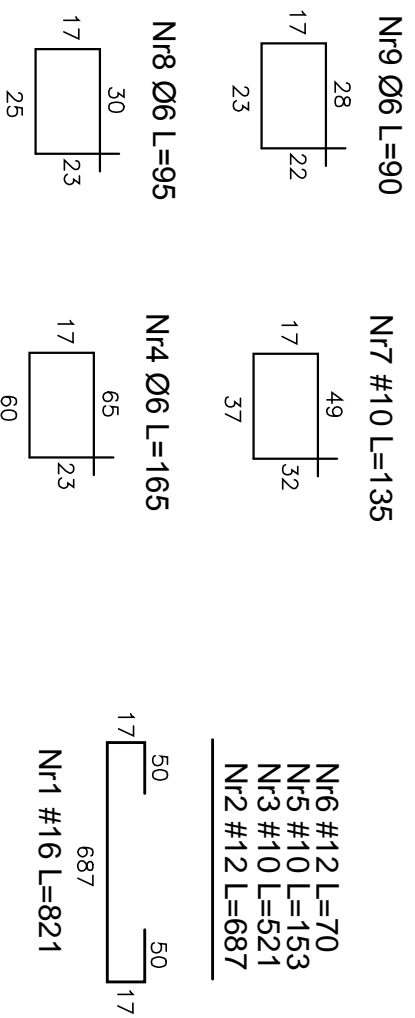 Nr9 Ø6 L=90
28
17
22
23
Nr8 Ø6 L=95
30
17
23
25
Nr7 #10 L=135
49
17
32
37
Nr4 Ø6 L=165
65
17
23
60
Nr6 #12 L=70
Nr5 #10 L=153
Nr3 #10 L=521
Nr2 #12 L=687
50
50
17
17
687
Nr1 #16 L=821